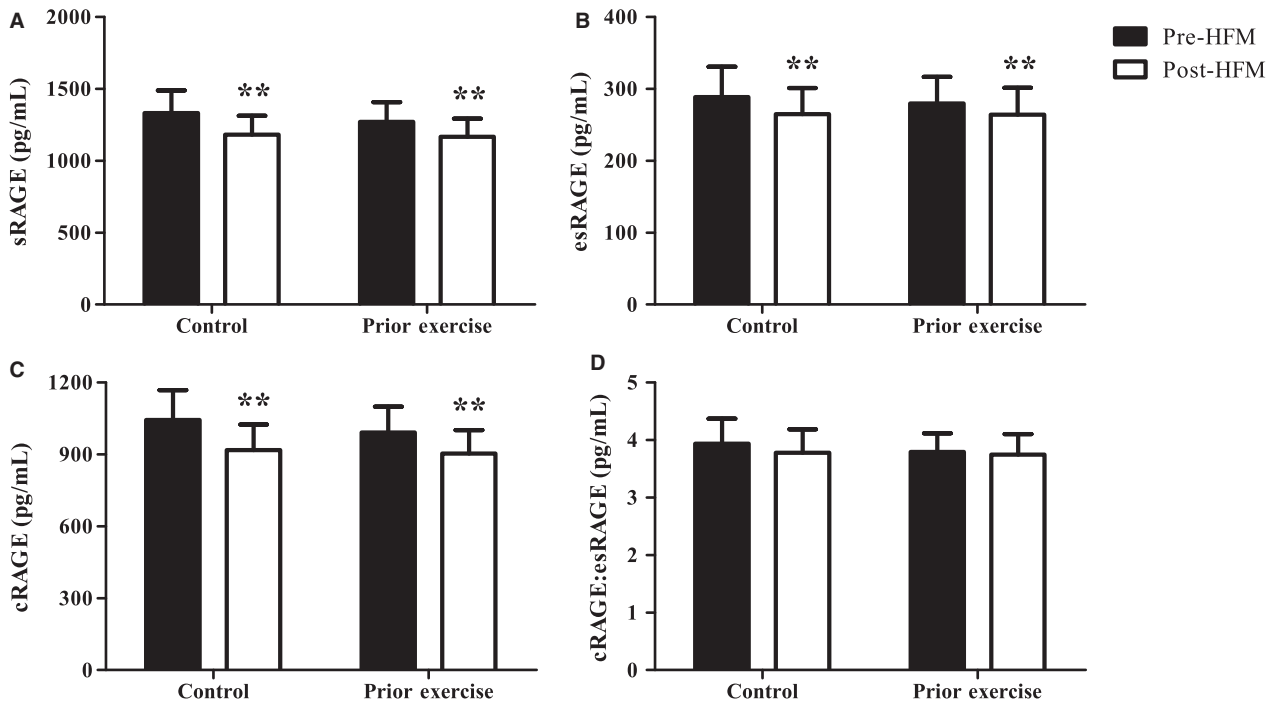 A
sRAGE (pg/mL)
2000
1500
1000
500
0
**
**
Control
Prior exercise
B
esRAGE (pg/mL)
400
300
200
100
0
**
**
Control
Prior exercise
Pre-HFM
Post-HFM
C
cRAGE (pg/mL)
1200
900
600
300
0
**
**
Control
Prior exercise
D
cRAGE:esRAGE (pg/mL)
5
4
3
2
1
0
Control
Prior exercise